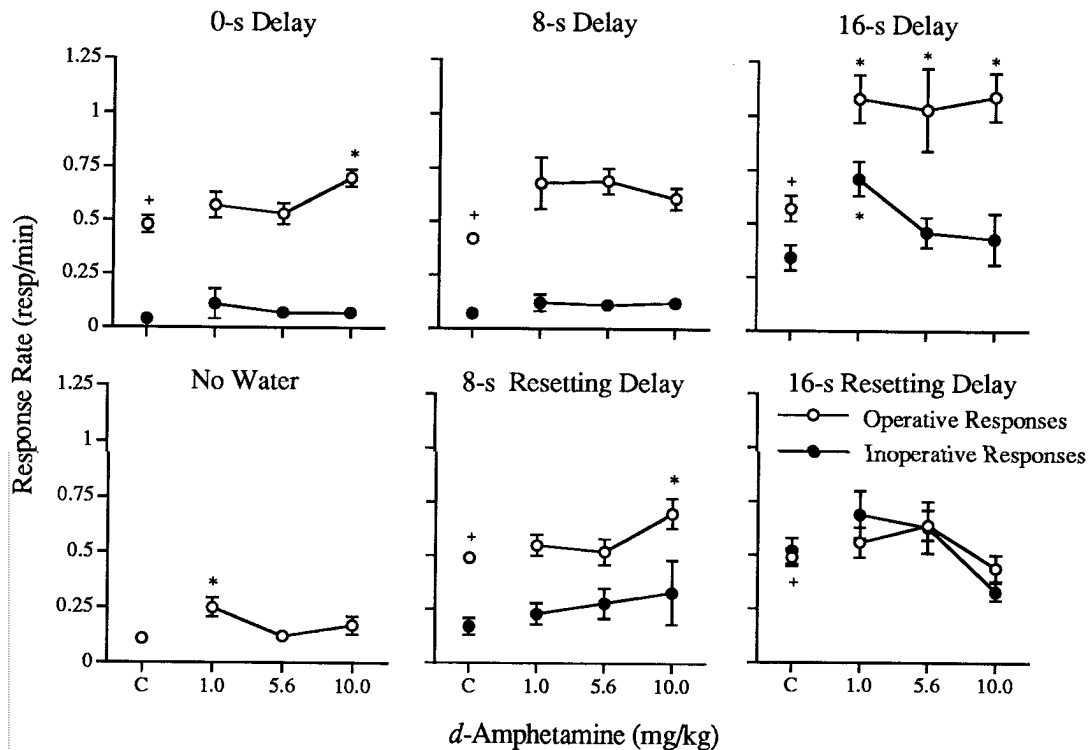 0-s Delay
8-s Delay
16-s Delay
1.25
1
0.75
0.5
0.25
0
+
*
+
*
*
*
+
*
Response Rate (resp/min)
No Water
8-s Resetting Delay
16-s Resetting Delay
Operative Responses
Inoperative Responses
1.25
1
0.75
0.5
0.25
0
*
+
*
+
C 1.0 5.6 10.0
C 1.0 5.6 10.0
C 1.0 5.6 10.0
d-Amphetamine (mg/kg)